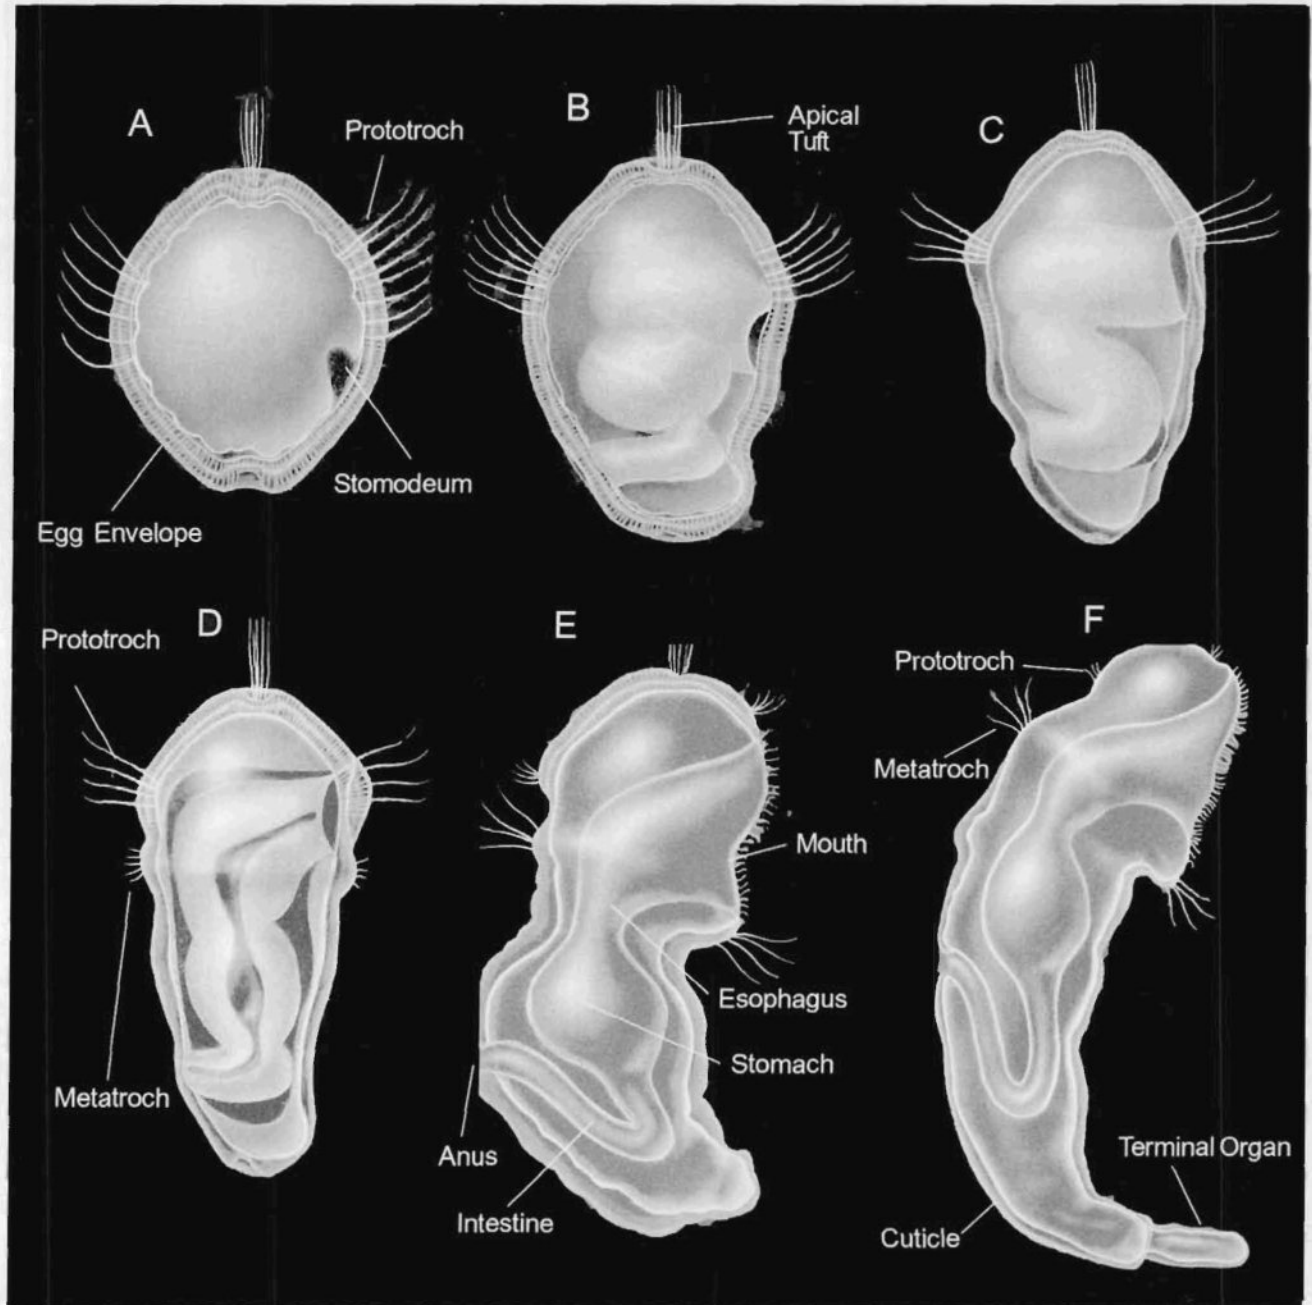 A
Prototroch
B
Apical
Tuft
C
Stomodeum
Egg Envelope
Prototroch
D
E
F
Prototroch
Metatroch
Mouth
Esophagus
Stomach
Metatroch
Anus
Intestine
Terminal Organ
Cuticle